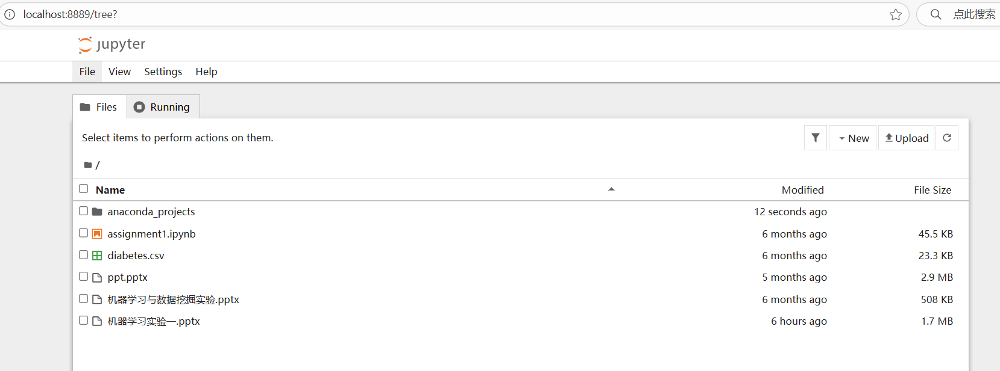 localhost:8889/tree?
点此搜索
jupyter
File View Settings Help
Files Running
Select items to perform actions on them.
New Upload
/
Name Modified File Size
anaconda_projects 12 seconds ago
assignment1.ipynb 6 months ago 45.5 KB
diabetes.csv 6 months ago 23.3 KB
ppt.pptx 5 months ago 2.9 MB
机器学习与数据挖掘实验.pptx 6 months ago 508 KB
机器学习实验一.pptx 6 hours ago 1.7 MB